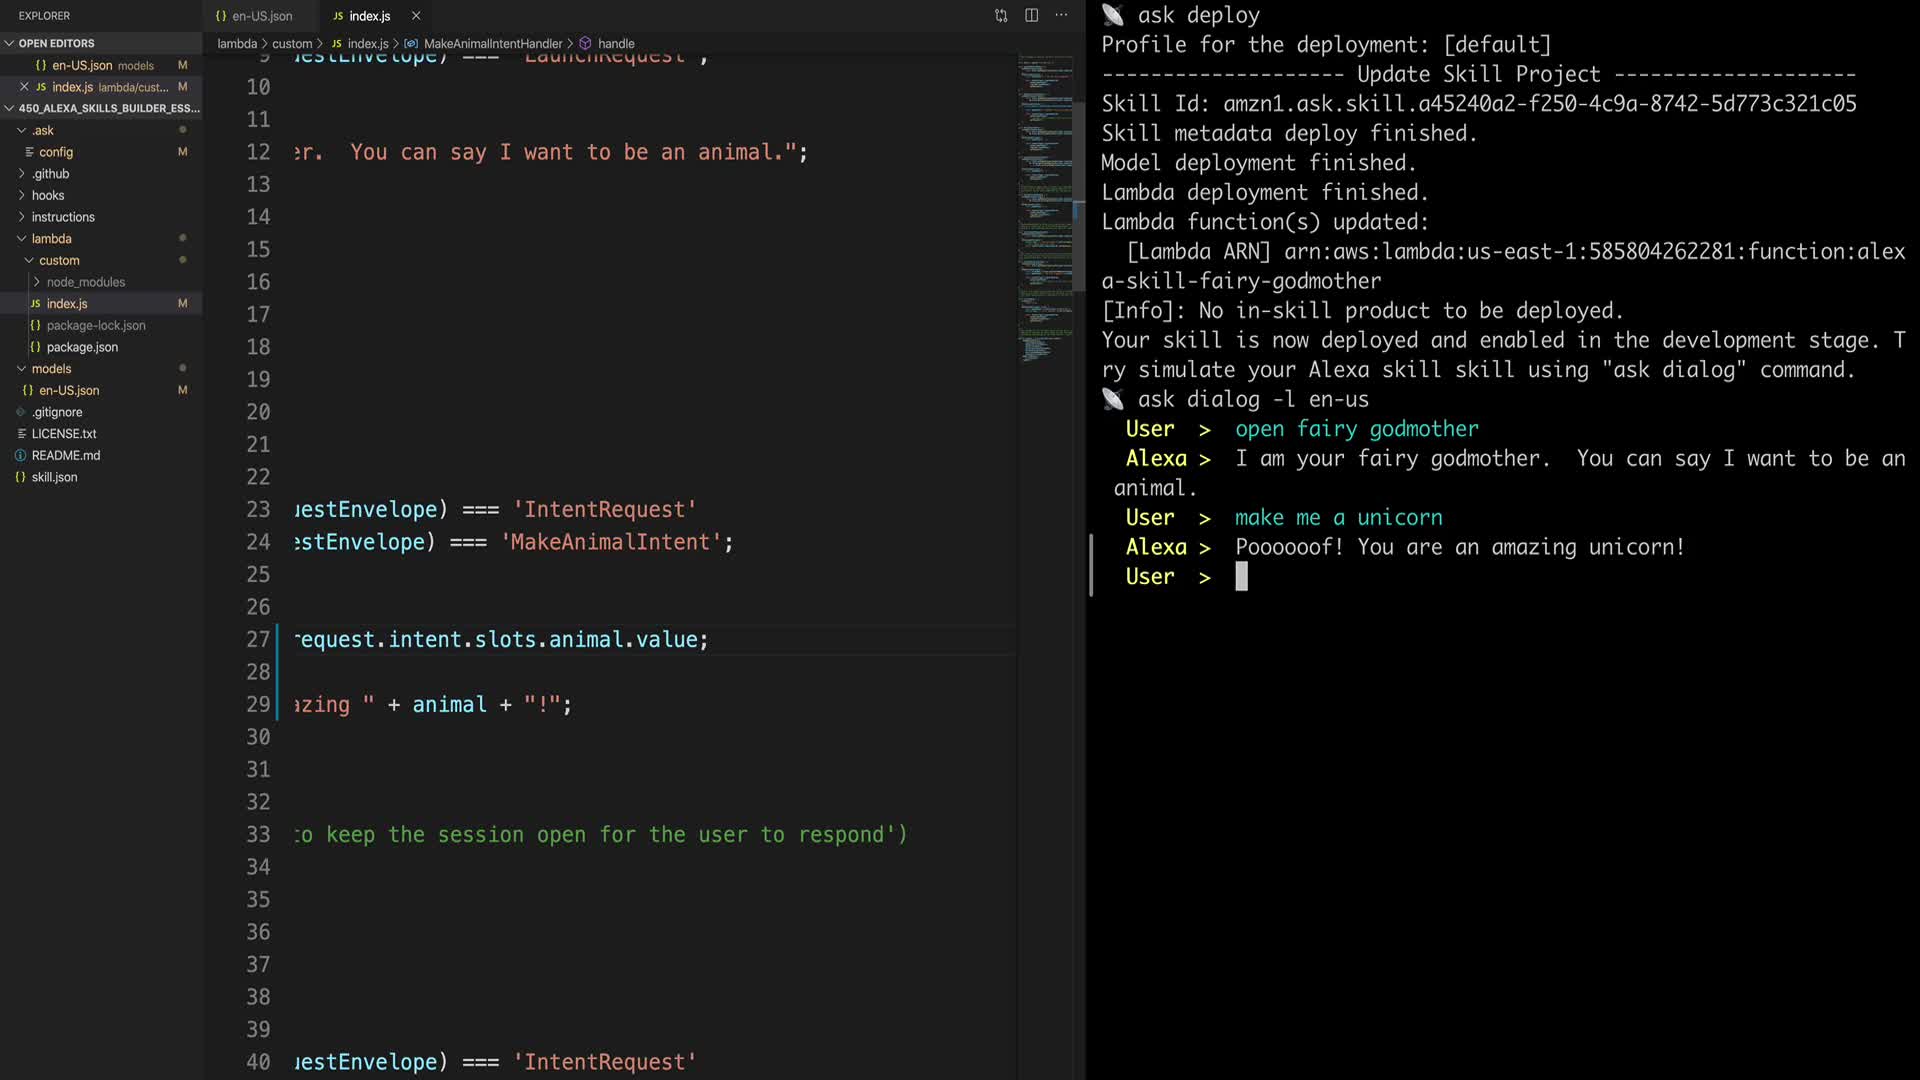 EXPLORER
OPEN EDITORS
{} en-US.json models M
JS index.js lambda/cust... M
450_ALEXA_SKILLS_BUILDER_ESS...
.ask
config M
.github
hooks
instructions
lambda
custom
node_modules
JS index.js M
{} package-lock.json
{} package.json
models
{} en-US.json M
.gitignore
LICENSE.txt
README.md
{} skill.json
{} en-US.json
JS index.js
lambda > custom > JS index.js > MakeAnimalIntentHandler > handle
9 uestEnvelope) === 'LaunchRequest';
10
11
12 er.  You can say I want to be an animal.";
13
14
15
16
17
18
19
20
21
22
23 uestEnvelope) === 'IntentRequest'
24 estEnvelope) === 'MakeAnimalIntent';
25
26
27 request.intent.slots.animal.value;
28
29 azing " + animal + "!";
30
31
32
33 to keep the session open for the user to respond')
34
35
36
37
38
39
40 uestEnvelope) === 'IntentRequest'
ask deploy
Profile for the deployment: [default]
-------------------- Update Skill Project --------------------
Skill Id: amzn1.ask.skill.a45240a2-f250-4c9a-8742-5d773c321c05
Skill metadata deploy finished.
Model deployment finished.
Lambda deployment finished.
Lambda function(s) updated:
[Lambda ARN] arn:aws:lambda:us-east-1:585804262281:function:alex
a-skill-fairy-godmother
[Info]: No in-skill product to be deployed.
Your skill is now deployed and enabled in the development stage. T
ry simulate your Alexa skill skill using "ask dialog" command.
ask dialog -l en-us
User > open fairy godmother
Alexa > I am your fairy godmother.  You can say I want to be an
animal.
User > make me a unicorn
Alexa > Poooooof! You are an amazing unicorn!
User >